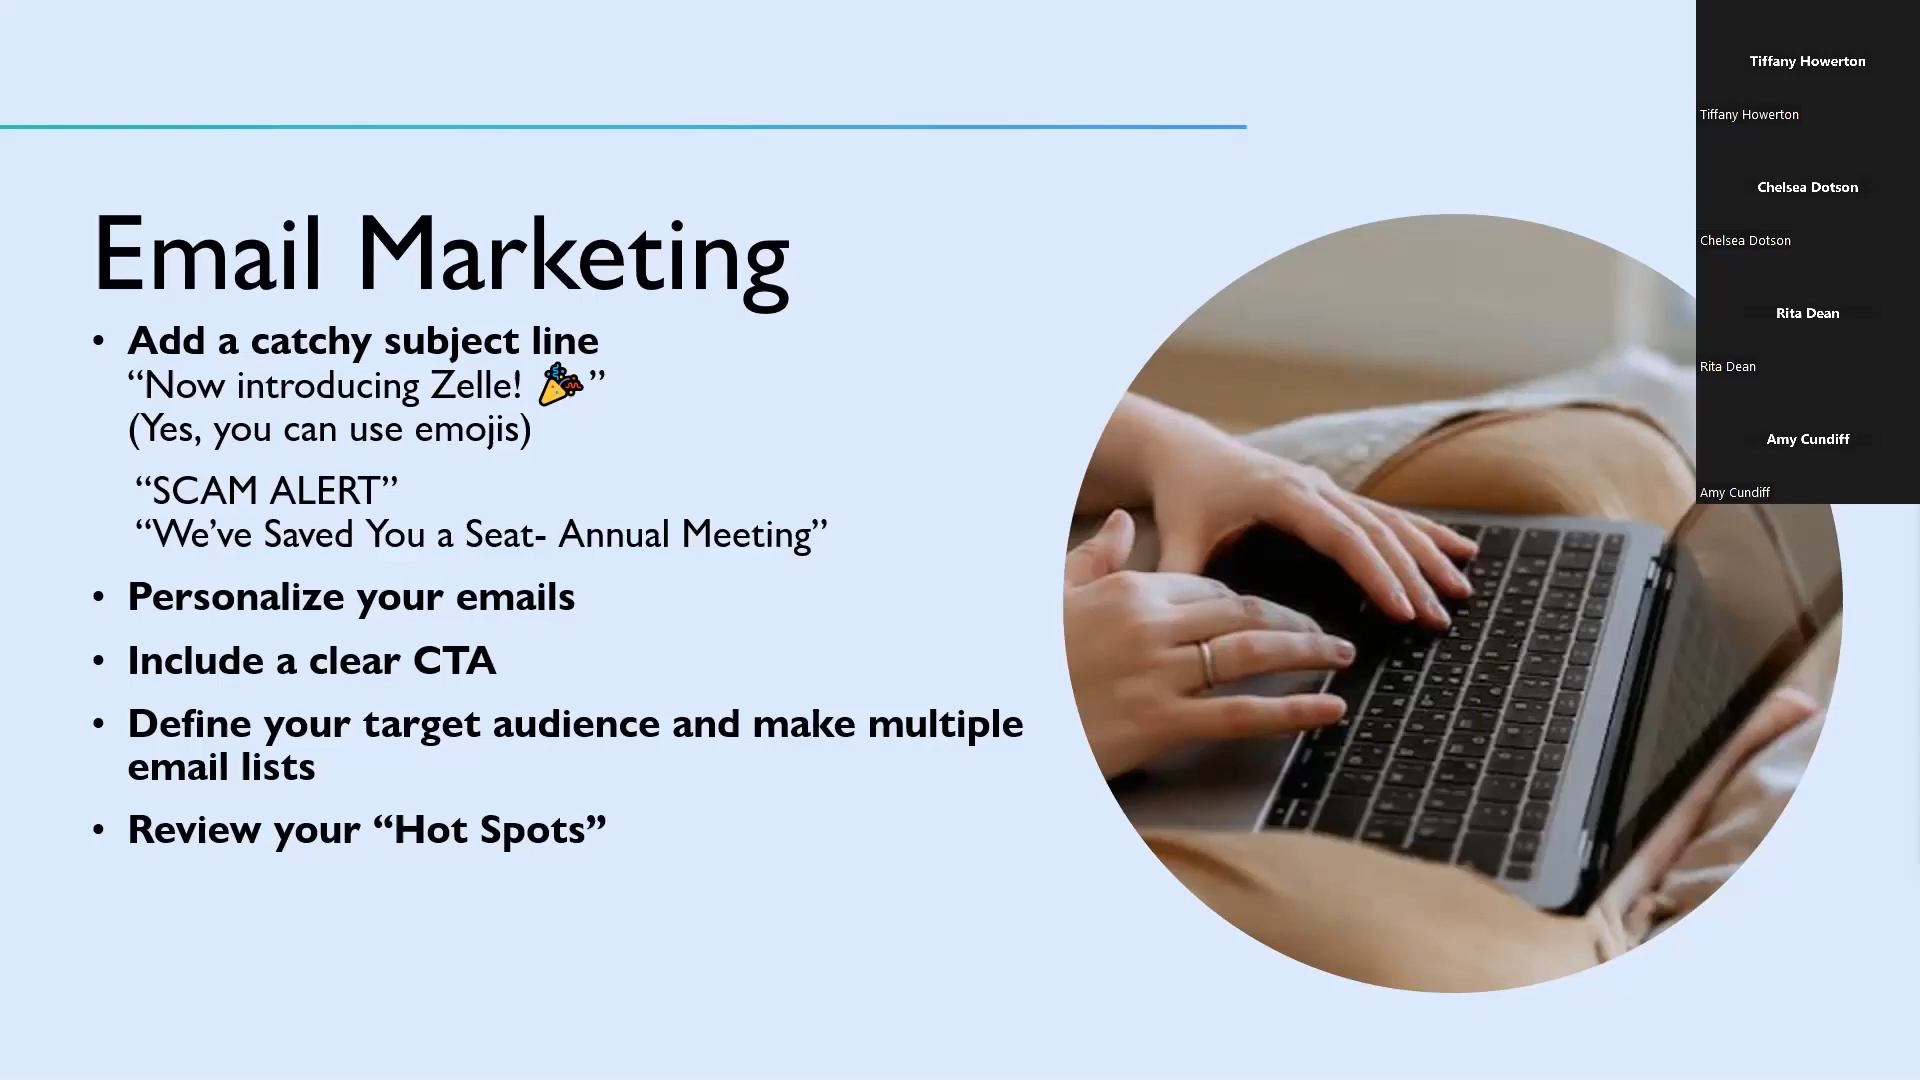 Email Marketing
• Add a catchy subject line
“Now introducing Zelle! 🎉”
(Yes, you can use emojis)
“SCAM ALERT”
“We’ve Saved You a Seat- Annual Meeting”
• Personalize your emails
• Include a clear CTA
• Define your target audience and make multiple
email lists
• Review your “Hot Spots”
Tiffany Howerton
Tiffany Howerton
Chelsea Dotson
Chelsea Dotson
Rita Dean
Rita Dean
Amy Cundiff
Amy Cundiff